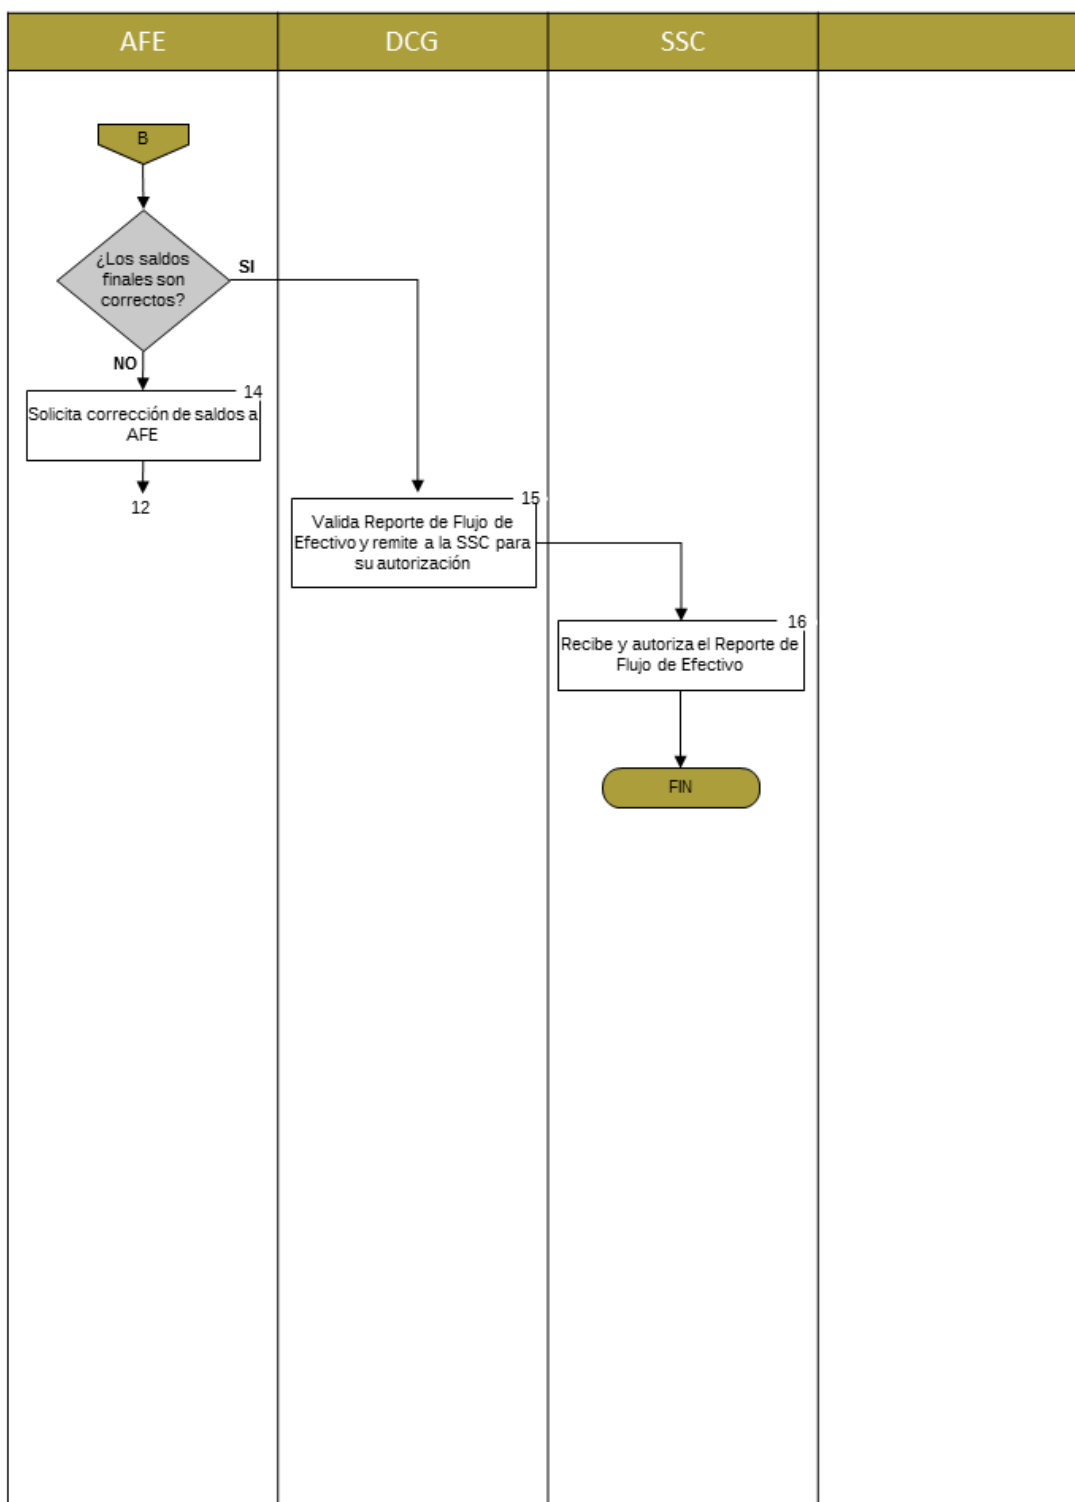 AFE
DCG
SSC
B
¿Los saldos
finales son
correctos?
SI
NO
14
Solicita corrección de saldos a
AFE
12
15
Valida Reporte de Flujo de
Efectivo y remite a la SSC para
su autorización
16
Recibe y autoriza el Reporte de
Flujo de Efectivo
FIN